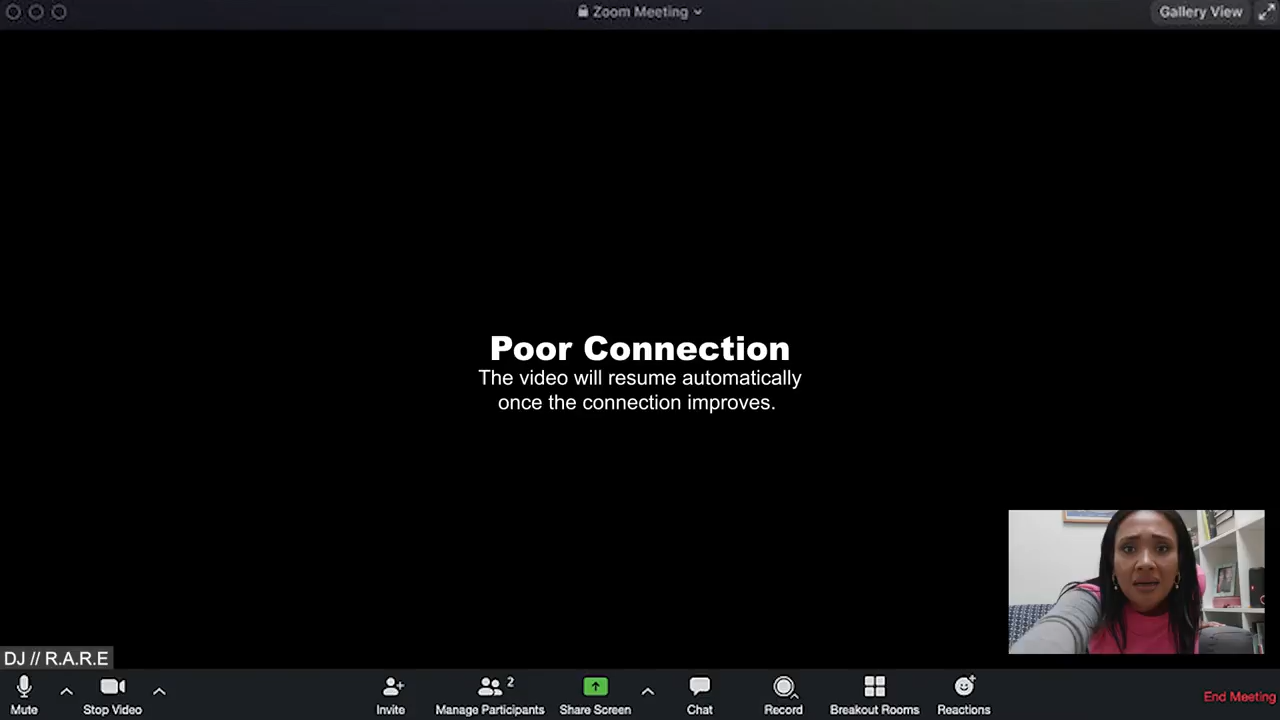 Zoom Meeting
Gallery View
Poor Connection
The video will resume automatically
once the connection improves.
DJ // R.A.R.E
Mute
Stop Video
Invite
Manage Participants
2
Share Screen
Chat
Record
Breakout Rooms
Reactions
End Meeting